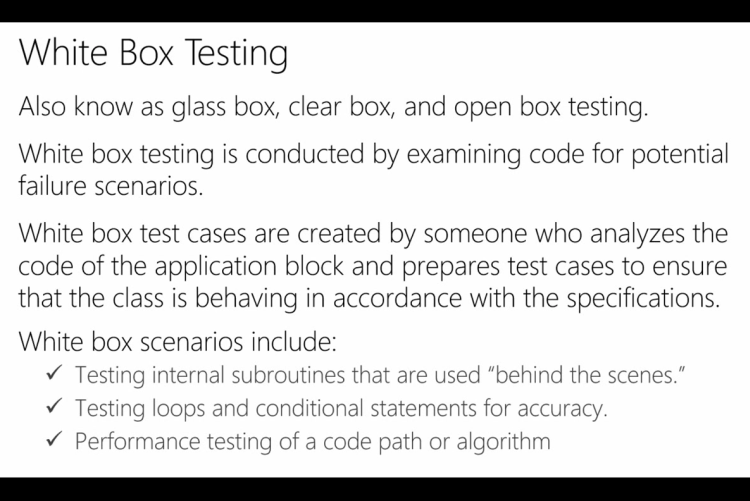 White Box Testing
Also know as glass box, clear box, and open box testing.
White box testing is conducted by examining code for potential
failure scenarios.
White box test cases are created by someone who analyzes the
code of the application block and prepares test cases to ensure
that the class is behaving in accordance with the specifications.
White box scenarios include:
✓ Testing internal subroutines that are used “behind the scenes.”
✓ Testing loops and conditional statements for accuracy.
✓ Performance testing of a code path or algorithm